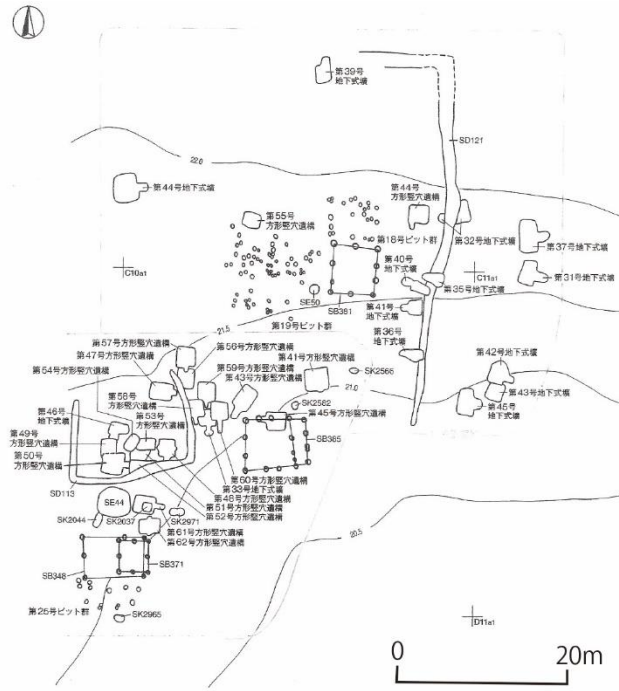 第39号
地下式壙
SD121
22.0
第44号地下式壙
第55号
方形竪穴遺構
第44号
方形竪穴遺構
第18号ピット群
第32号地下式壙
第37号地下式壙
第40号
地下式壙
C10a1
C11a1
第31号地下式壙
第35号地下式壙
SE50
SB381
第41号
地下式壙
第19号ピット群
21.5
第36号
地下式壙
第57号方形竪穴遺構
第56号方形竪穴遺構
第47号方形竪穴遺構
第59号方形竪穴遺構
第41号方形竪穴遺構
第42号地下式壙
第54号方形竪穴遺構
第43号方形竪穴遺構
SK2566
21.0
第43号地下式壙
第58号
方形竪穴遺構
SK2582
第45号
地下式壙
第46号
地下式壙
第53号
方形竪穴遺構
第45号方形竪穴遺構
第49号
方形竪穴遺構
SB385
第50号
方形竪穴遺構
第60号方形竪穴遺構
第33号地下式壙
第48号方形竪穴遺構
SD113
第51号方形竪穴遺構
SE44
第52号方形竪穴遺構
SK2044
SK2037
SK2971
第61号方形竪穴遺構
第62号方形竪穴遺構
20.5
SB348
SB371
第25号ピット群
SK2965
D11a1
0
20m